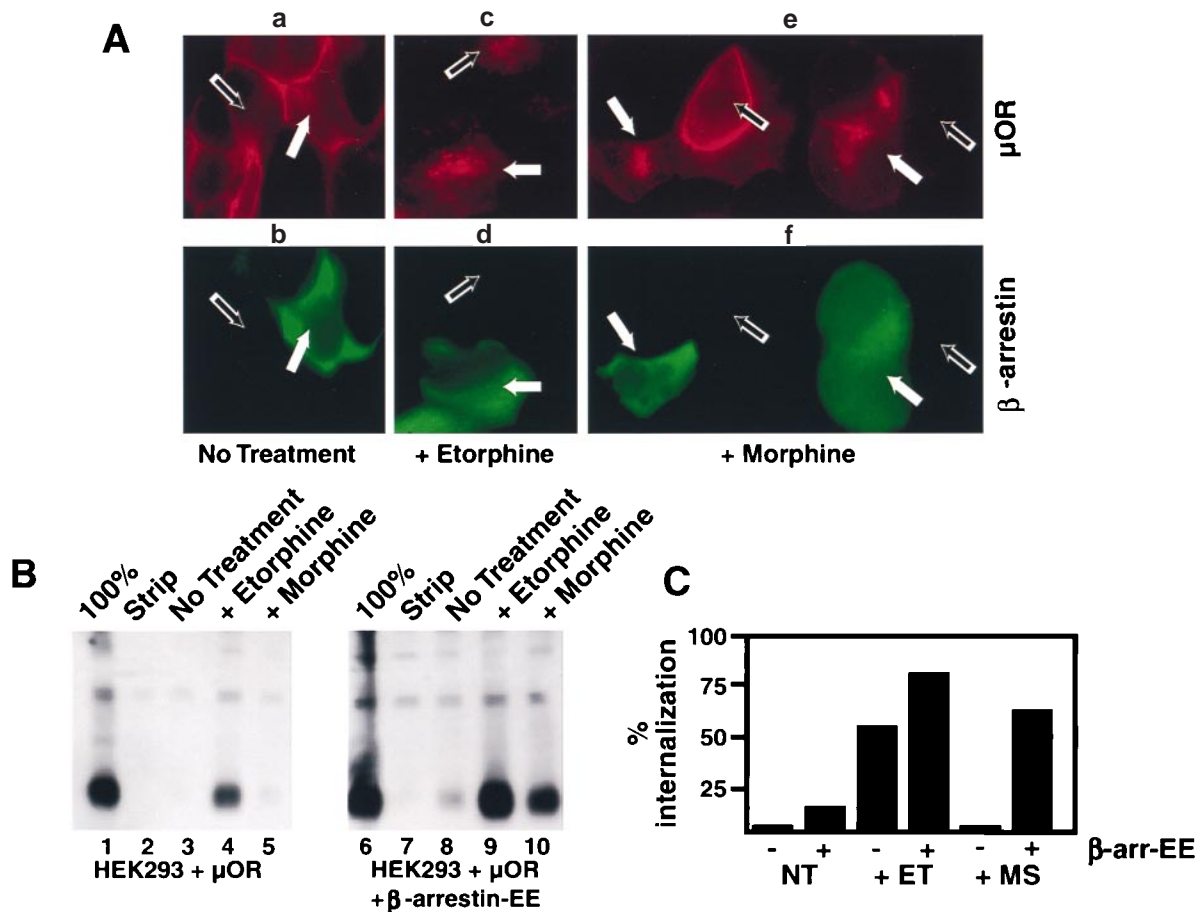 A
a
c
e
μOR
b
d
f
β -arrestin
No Treatment
+ Etorphine
+ Morphine
B
100%
Strip
No Treatment
+ Etorphine
+ Morphine
100%
Strip
No Treatment
+ Etorphine
+ Morphine
1 2 3 4 5
HEK293 + μOR
6 7 8 9 10
HEK293 + μOR
+ β-arrestin-EE
C
% internalization
100
75
50
25
- + - + - +
β-arr-EE
NT + ET + MS